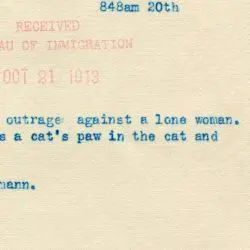 848am 20th
RECEIVED
AU OF IMMIGRATION
OCT 21 1913
outrage against a lone woman.
s a cat's paw in the cat and
mann.